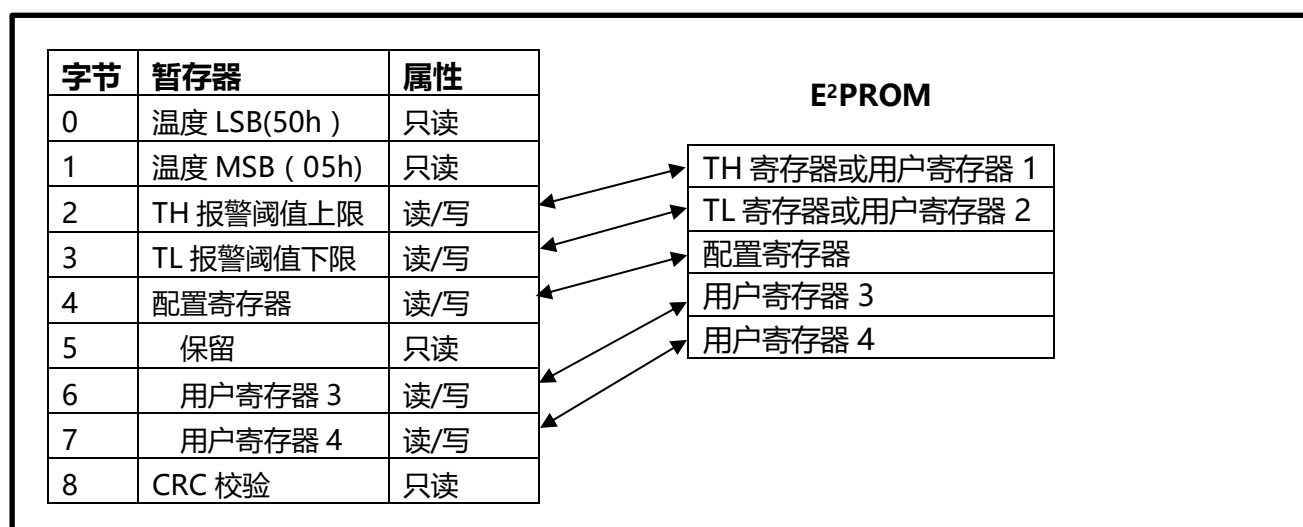 字节 暂存器 属性
0 温度 LSB(50h ) 只读
1 温度 MSB ( 05h) 只读
2 TH 报警阈值上限 读/写
3 TL 报警阈值下限 读/写
4 配置寄存器 读/写
5 保留 只读
6 用户寄存器 3 读/写
7 用户寄存器 4 读/写
8 CRC 校验 只读
E²PROM
TH 寄存器或用户寄存器 1
TL 寄存器或用户寄存器 2
配置寄存器
用户寄存器 3
用户寄存器 4